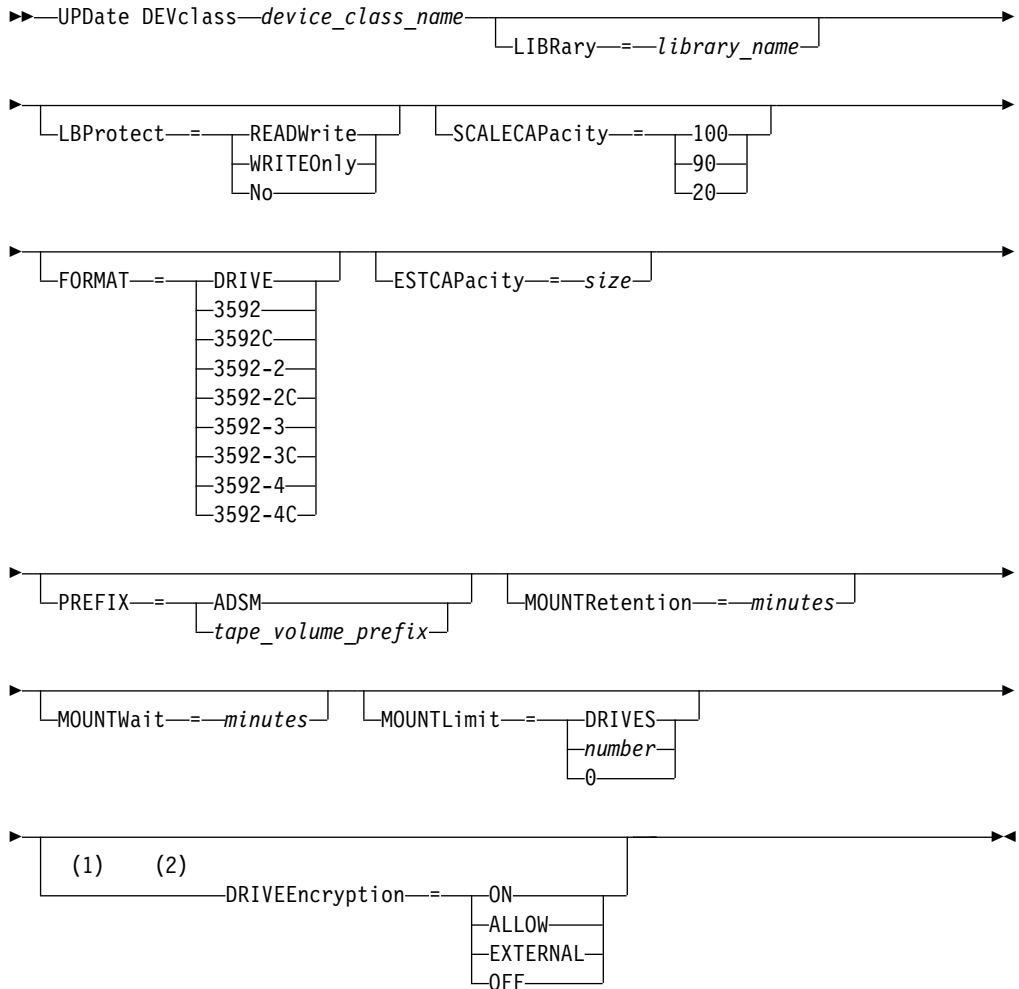 UPDate DEVclass device_class_name
LIBRary = library_name
LBProtect = READWrite
WRITEOnly
No
SCALECAPacity = 100
90
20
FORMAT = DRIVE
3592
3592C
3592-2
3592-2C
3592-3
3592-3C
3592-4
3592-4C
ESTCAPacity = size
PREFIX = ADSM
tape_volume_prefix
MOUNTRetention = minutes
MOUNTWait = minutes
MOUNTLimit = DRIVES
number
0
(1) (2)
DRIVEEncryption = ON
ALLOW
EXTERNAL
OFF